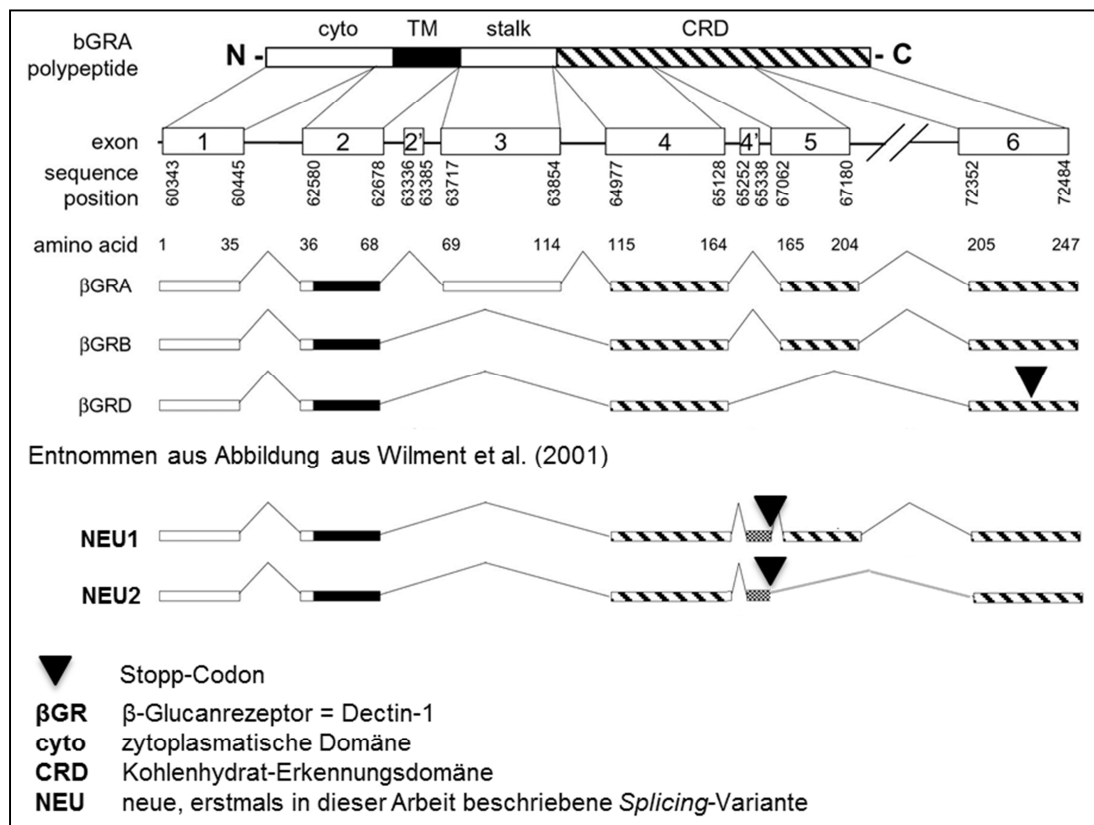 cyto TM stalk CRD
bGRA
polypeptide
N - - C
exon 1 2 2' 3 4 4' 5 6
sequence
position
60343 60445 62580 62678 63336 63385 63717 63854 64977 65128 65252 65338 67062 67180 72352 72484
amino acid 1 35 36 68 69 114 115 164 165 204 205 247
βGRA
βGRB
βGRD
Entnommen aus Abbildung aus Wilment et al. (2001)
NEU1
NEU2
Stopp-Codon
βGR β-Glucanrezeptor = Dectin-1
cyto zytoplasmatische Domäne
CRD Kohlenhydrat-Erkennungsdomäne
NEU neue, erstmals in dieser Arbeit beschriebene Splicing-Variante